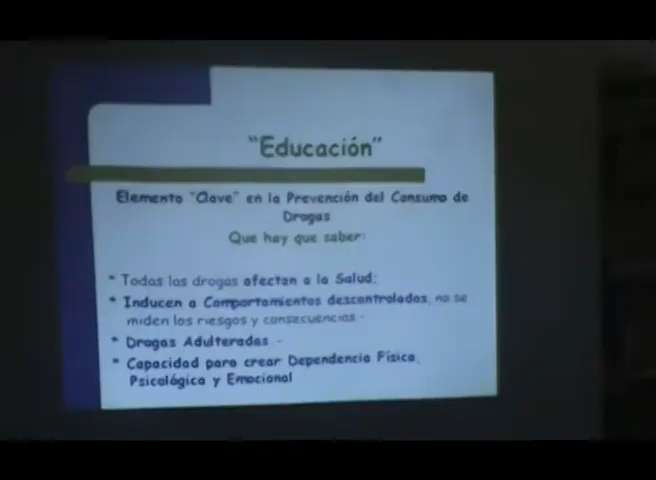 "Educación"
Elemento "Clave" en la Prevención del Consumo de
Drogas
Que hay que saber:
* Todas las drogas afectan a la Salud;
* Inducen a Comportamientos descontrolados, no se
miden los riesgos y consecuencias.-
* Drogas Adulteradas.-
* Capacidad para crear Dependencia Física,
Psicológica y Emocional